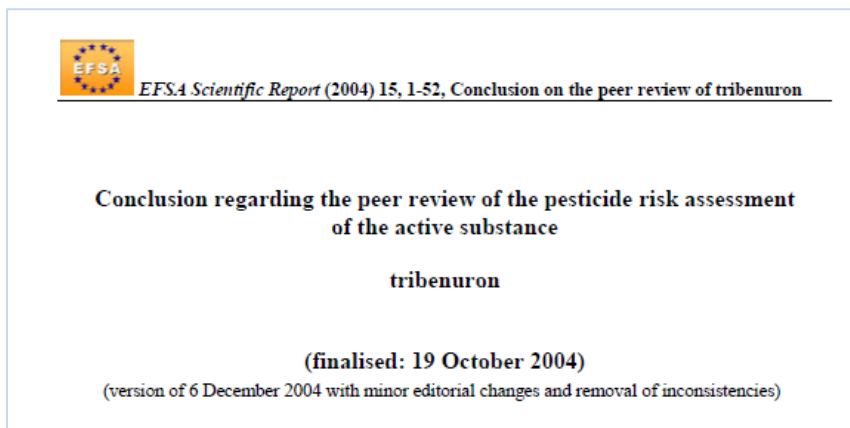 EFSA
EFSA Scientific Report (2004) 15, 1-52, Conclusion on the peer review of tribenuron
Conclusion regarding the peer review of the pesticide risk assessment
of the active substance
tribenuron
(finalised: 19 October 2004)
(version of 6 December 2004 with minor editorial changes and removal of inconsistencies)